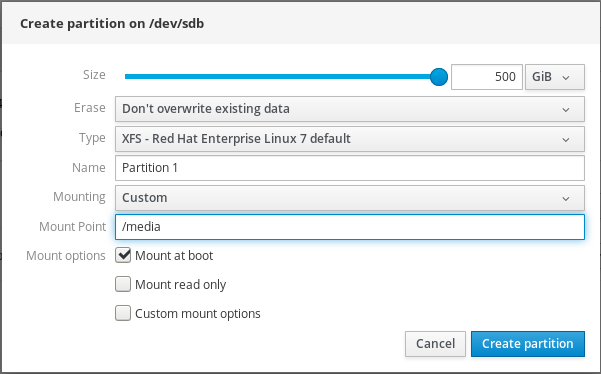 Create partition on /dev/sdb
Size 500 GiB
Erase Don't overwrite existing data
Type XFS - Red Hat Enterprise Linux 7 default
Name Partition 1
Mounting Custom
Mount Point /media
Mount options Mount at boot
Mount read only
Custom mount options
Cancel Create partition